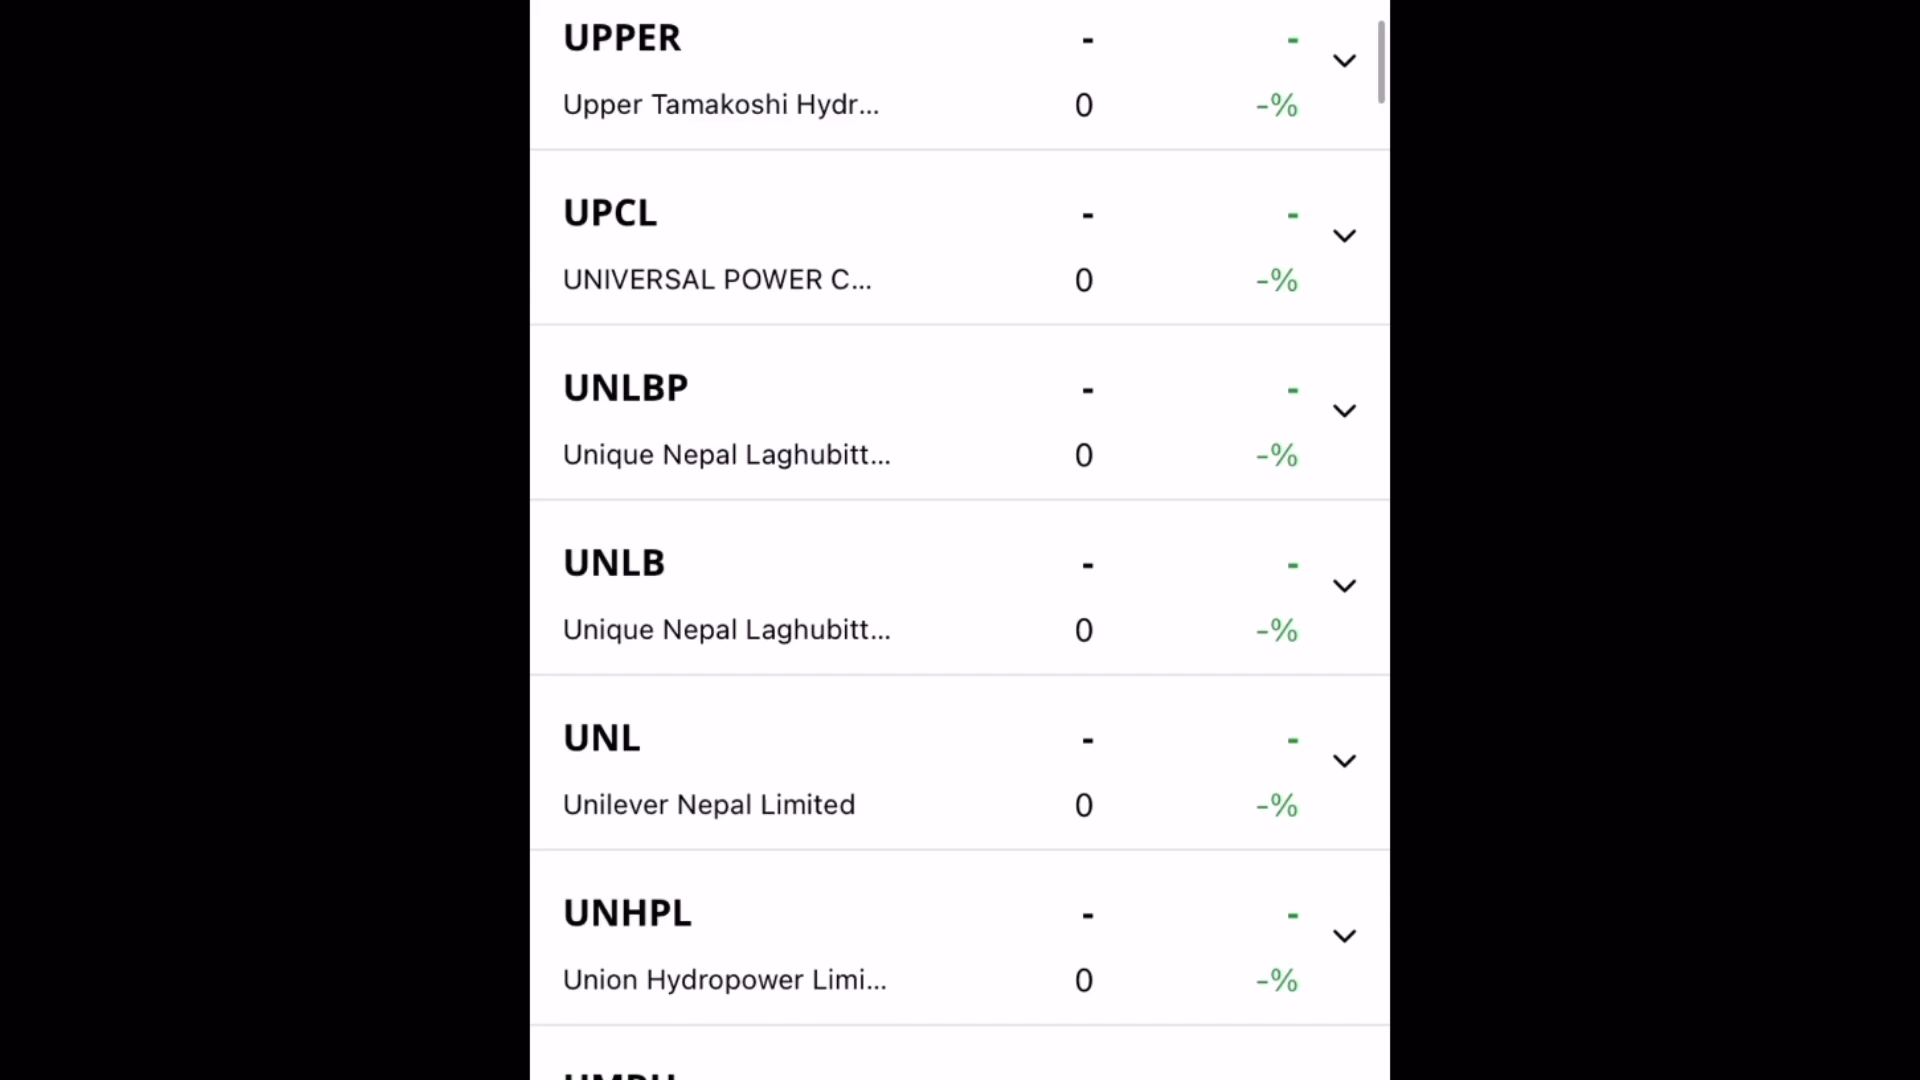 UPPER - -
Upper Tamakoshi Hydr... 0 -%
UPCL - -
UNIVERSAL POWER C... 0 -%
UNLBP - -
Unique Nepal Laghubitt... 0 -%
UNLB - -
Unique Nepal Laghubitt... 0 -%
UNL - -
Unilever Nepal Limited 0 -%
UNHPL - -
Union Hydropower Limi... 0 -%